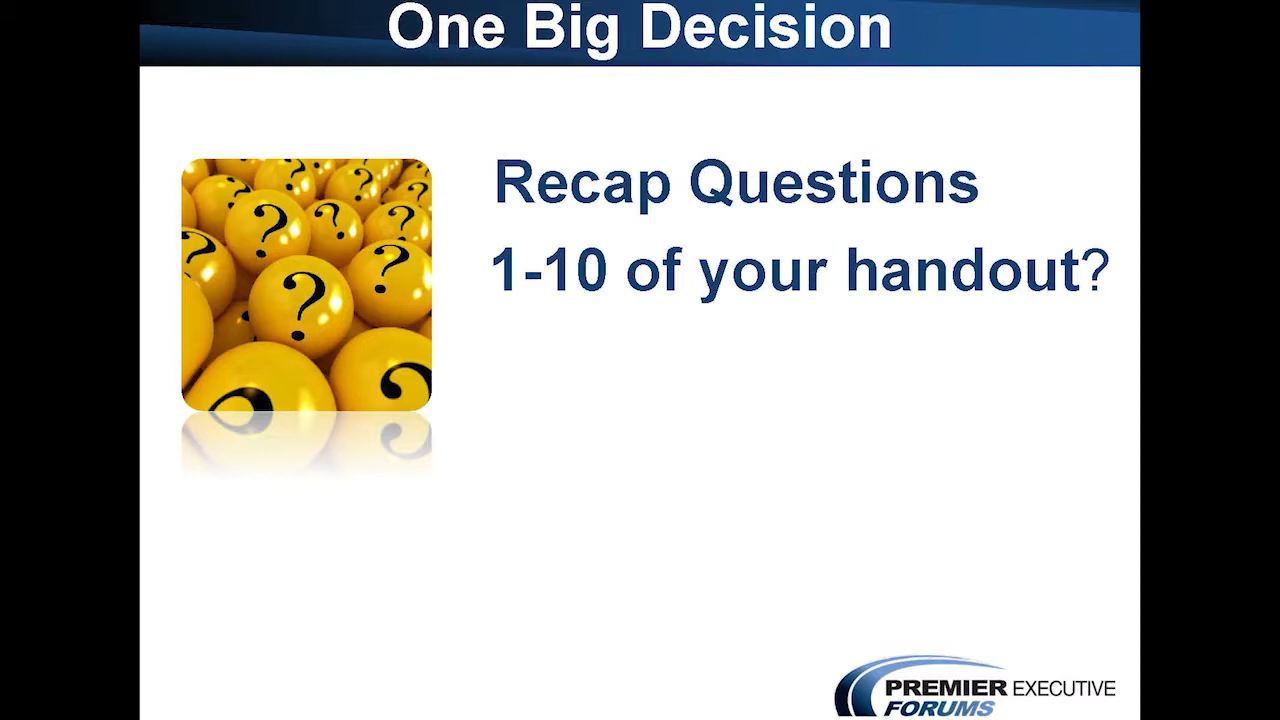 One Big Decision
Recap Questions
1-10 of your handout?
PREMIER EXECUTIVE
FORUMS